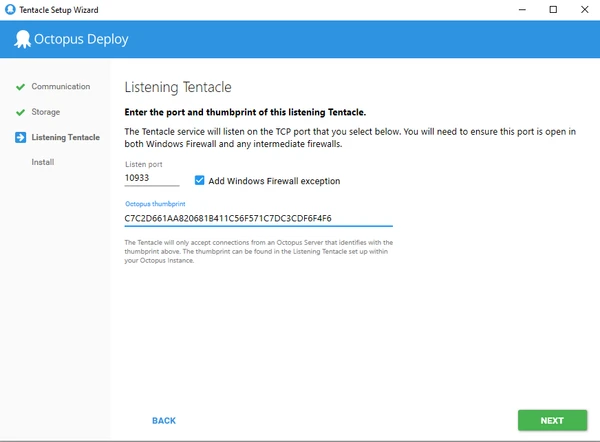 Tentacle Setup Wizard
Octopus Deploy
Communication
Storage
Listening Tentacle
Install
Listening Tentacle
Enter the port and thumbprint of this listening Tentacle.
The Tentacle service will listen on the TCP port that you select below. You will need to ensure this port is open in
both Windows Firewall and any intermediate firewalls.
Listen port
10933
Add Windows Firewall exception
Octopus thumbprint
C7C2D661AA820681B411C56F571C7DC3CDF6F4F6
The Tentacle will only accept connections from an Octopus Server that identifies with the
thumbprint above. The thumbprint can be found in the Listening Tentacle set up within
your Octopus Instance.
BACK
NEXT